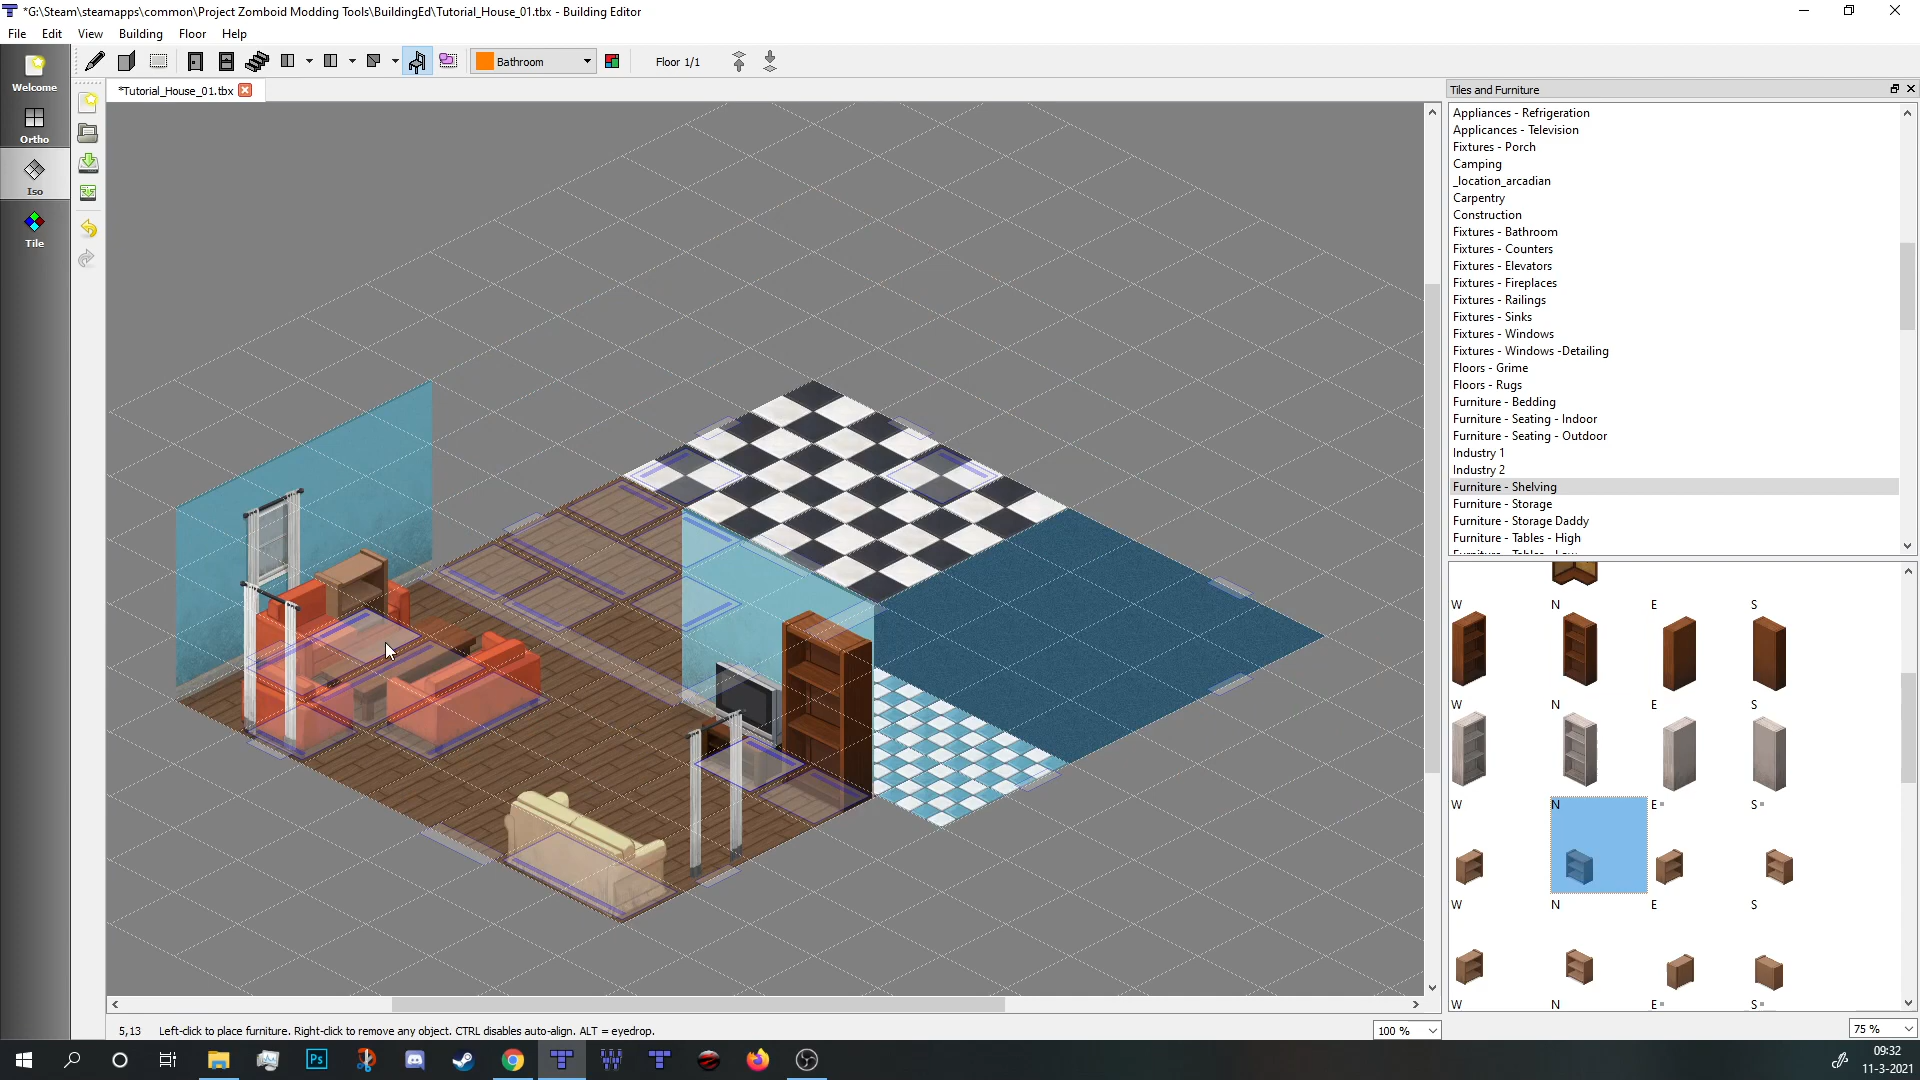 *G:\Steam\steamapps\common\Project Zomboid Modding Tools\BuildingEd\Tutorial_House_01.tbx - Building Editor
File Edit View Building Floor Help
Welcome
Ortho
Iso
Tile
Bathroom
Floor 1/1
*Tutorial_House_01.tbx
Tiles and Furniture
Appliances - Refrigeration
Applicances - Television
Fixtures - Porch
Camping
_location_arcadian
Carpentry
Construction
Fixtures - Bathroom
Fixtures - Counters
Fixtures - Elevators
Fixtures - Fireplaces
Fixtures - Railings
Fixtures - Sinks
Fixtures - Windows
Fixtures - Windows -Detailing
Floors - Grime
Floors - Rugs
Furniture - Bedding
Furniture - Seating - Indoor
Furniture - Seating - Outdoor
Industry 1
Industry 2
Furniture - Shelving
Furniture - Storage
Furniture - Storage Daddy
Furniture - Tables - High
W N E S
W N E S
W N E S
W N E S
W N E S
5,13 Left-click to place furniture. Right-click to remove any object. CTRL disables auto-align. ALT = eyedrop.
100 %
75 %
Ps
09:32
11-3-2021